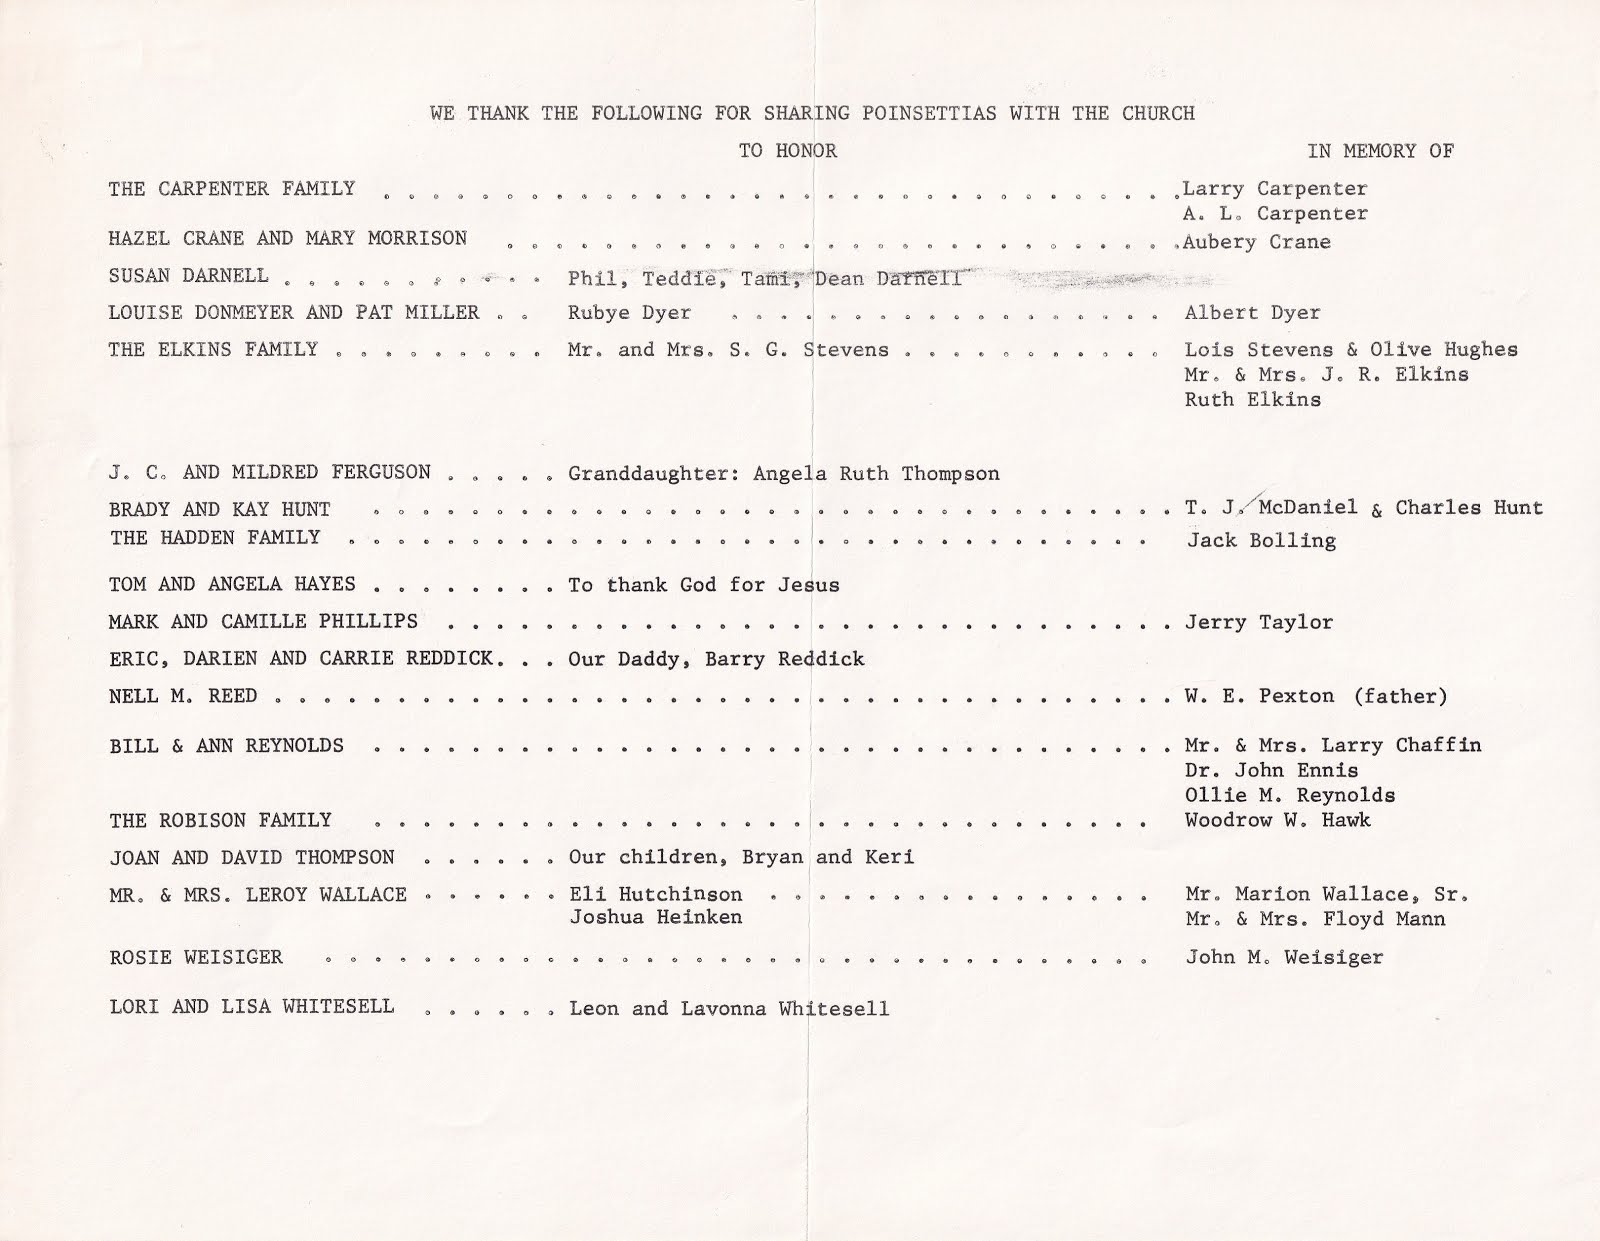 WE THANK THE FOLLOWING FOR SHARING POINSETTIAS WITH THE CHURCH
TO HONOR IN MEMORY OF
THE CARPENTER FAMILY . . . . . . . . . . . . . . . . . . . . . . . . . . . . . . . . .Larry Carpenter
A. L. Carpenter
HAZEL CRANE AND MARY MORRISON . . . . . . . . . . . . . . . . . . . . . . . . . . . .Aubery Crane
SUSAN DARNELL . . . . . . . . . . . Phil, Teddie, Tami, Dean Darnell
LOUISE DONMEYER AND PAT MILLER . . Rubye Dyer . . . . . . . . . . . . . . . . . . Albert Dyer
THE ELKINS FAMILY . . . . . . . . . Mr. and Mrs. S. G. Stevens . . . . . . . . . . . Lois Stevens & Olive Hughes
Mr. & Mrs. J. R. Elkins
Ruth Elkins
J. C. AND MILDRED FERGUSON . . . . . Granddaughter: Angela Ruth Thompson
BRADY AND KAY HUNT . . . . . . . . . . . . . . . . . . . . . . . . . . . . . . . . . T. J. McDaniel & Charles Hunt
THE HADDEN FAMILY . . . . . . . . . . . . . . . . . . . . . . . . . . . . . . . . . Jack Bolling
TOM AND ANGELA HAYES . . . . . . . . To thank God for Jesus
MARK AND CAMILLE PHILLIPS . . . . . . . . . . . . . . . . . . . . . . . . . . . . . . Jerry Taylor
ERIC, DARIEN AND CARRIE REDDICK. . . Our Daddy, Barry Reddick
NELL M. REED . . . . . . . . . . . . . . . . . . . . . . . . . . . . . . . . . . . . . W. E. Pexton (father)
BILL & ANN REYNOLDS . . . . . . . . . . . . . . . . . . . . . . . . . . . . . . . . . Mr. & Mrs. Larry Chaffin
Dr. John Ennis
Ollie M. Reynolds
THE ROBISON FAMILY . . . . . . . . . . . . . . . . . . . . . . . . . . . . . . . . Woodrow W. Hawk
JOAN AND DAVID THOMPSON . . . . . . Our children, Bryan and Keri
MR. & MRS. LEROY WALLACE . . . . . . Eli Hutchinson . . . . . . . . . . . . . . . . Mr. Marion Wallace, Sr.
Joshua Heinken Mr. & Mrs. Floyd Mann
ROSIE WEISIGER . . . . . . . . . . . . . . . . . . . . . . . . . . . . . . . . . . John M. Weisiger
LORI AND LISA WHITESELL . . . . . . Leon and Lavonna Whitesell